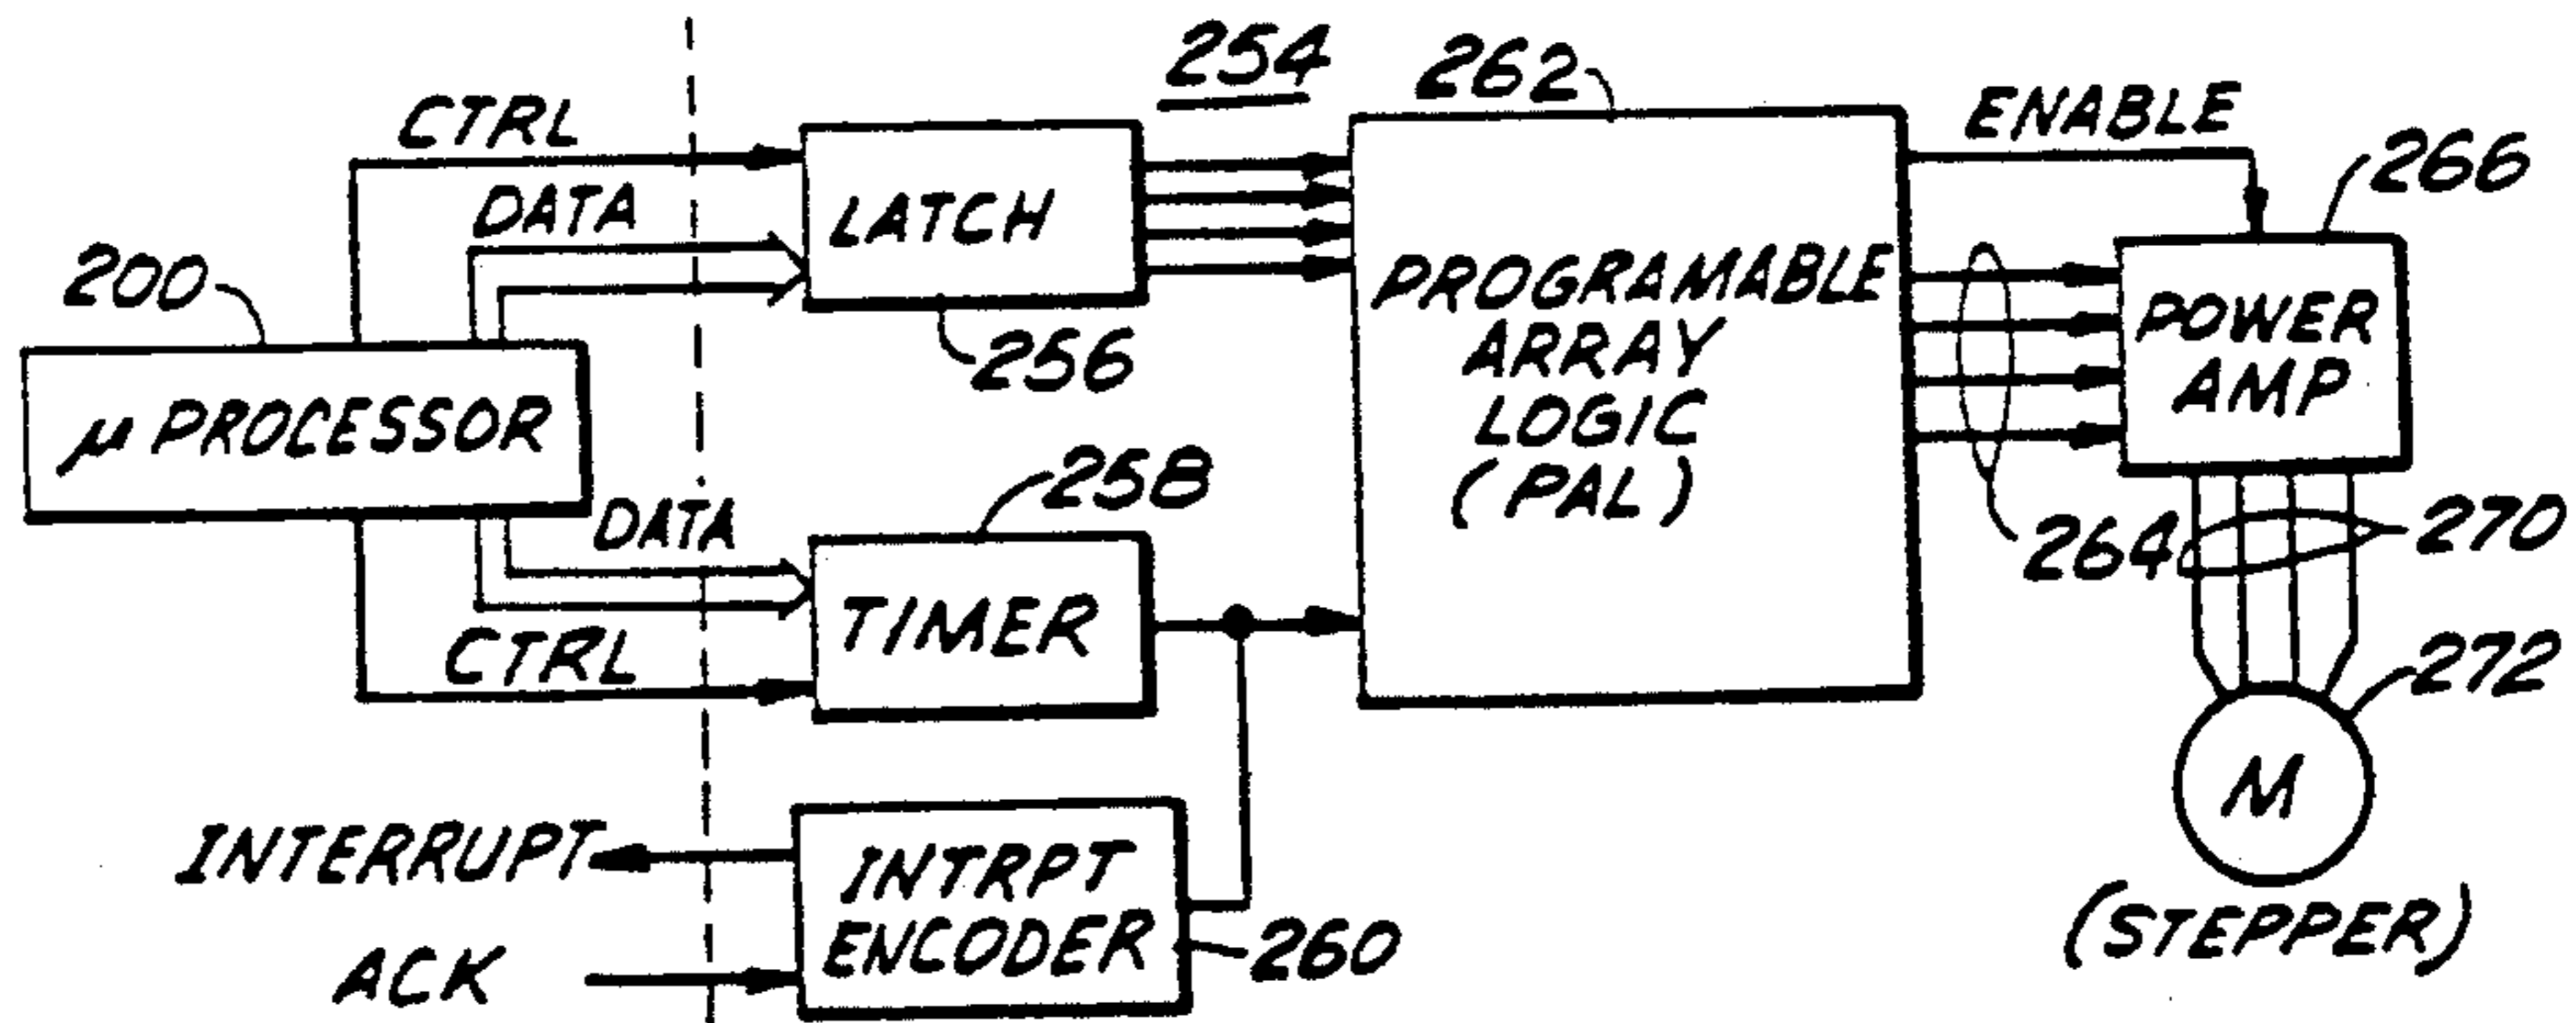 254
262
CTRL
ENABLE
DATA
LATCH
266
200
256
μ PROCESSOR
PROGRAMABLE
ARRAY
LOGIC
(PAL)
POWER
AMP
258
DATA
264
270
TIMER
CTRL
272
M
(STEPPER)
INTERRUPT
INTRPT
ENCODER
260
ACK